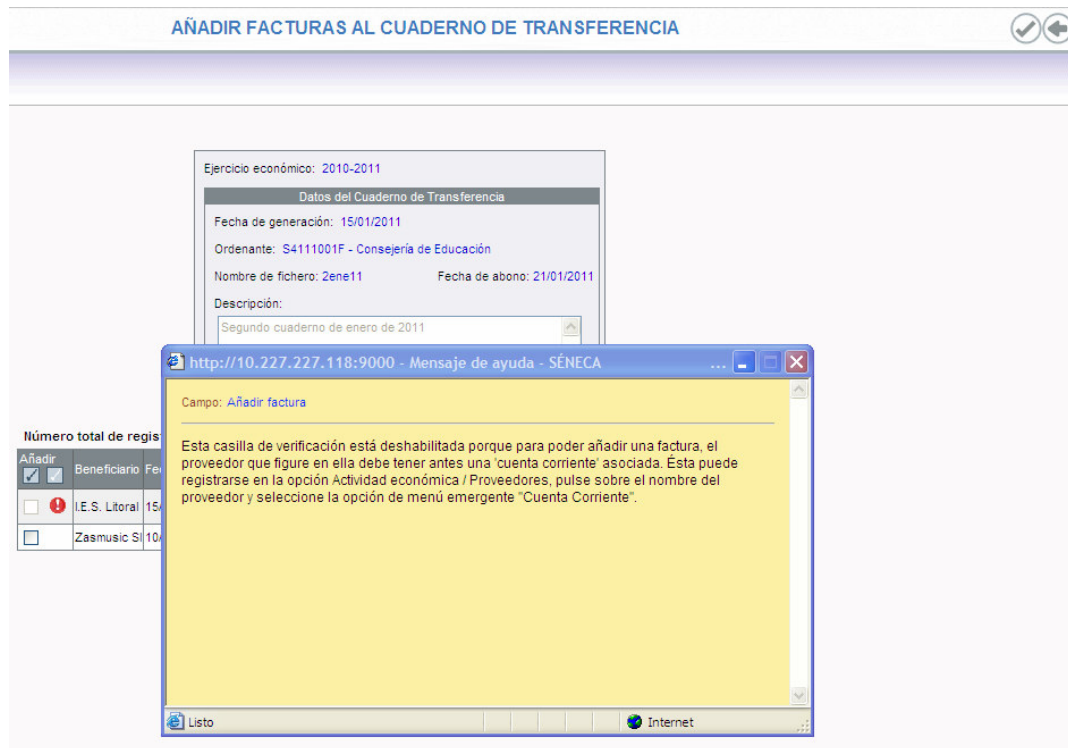 AÑADIR FACTURAS AL CUADERNO DE TRANSFERENCIA
Ejercicio económico: 2010-2011
Datos del Cuaderno de Transferencia
Fecha de generación: 15/01/2011
Ordenante: S4111001F - Consejería de Educación
Nombre de fichero: 2ene11 Fecha de abono: 21/01/2011
Descripción:
Segundo cuaderno de enero de 2011
http://10.227.227.118:9000 - Mensaje de ayuda - SÉNECA ...
Campo: Añadir factura
Esta casilla de verificación está deshabilitada porque para poder añadir una factura, el
proveedor que figure en ella debe tener antes una 'cuenta corriente' asociada. Ésta puede
registrarse en la opción Actividad económica / Proveedores, pulse sobre el nombre del
proveedor y seleccione la opción de menú emergente "Cuenta Corriente".
Número total de regis
Añadir Beneficiario Fec
I.E.S. Litoral 15/
Zasmusic Sl 10/
Listo Internet